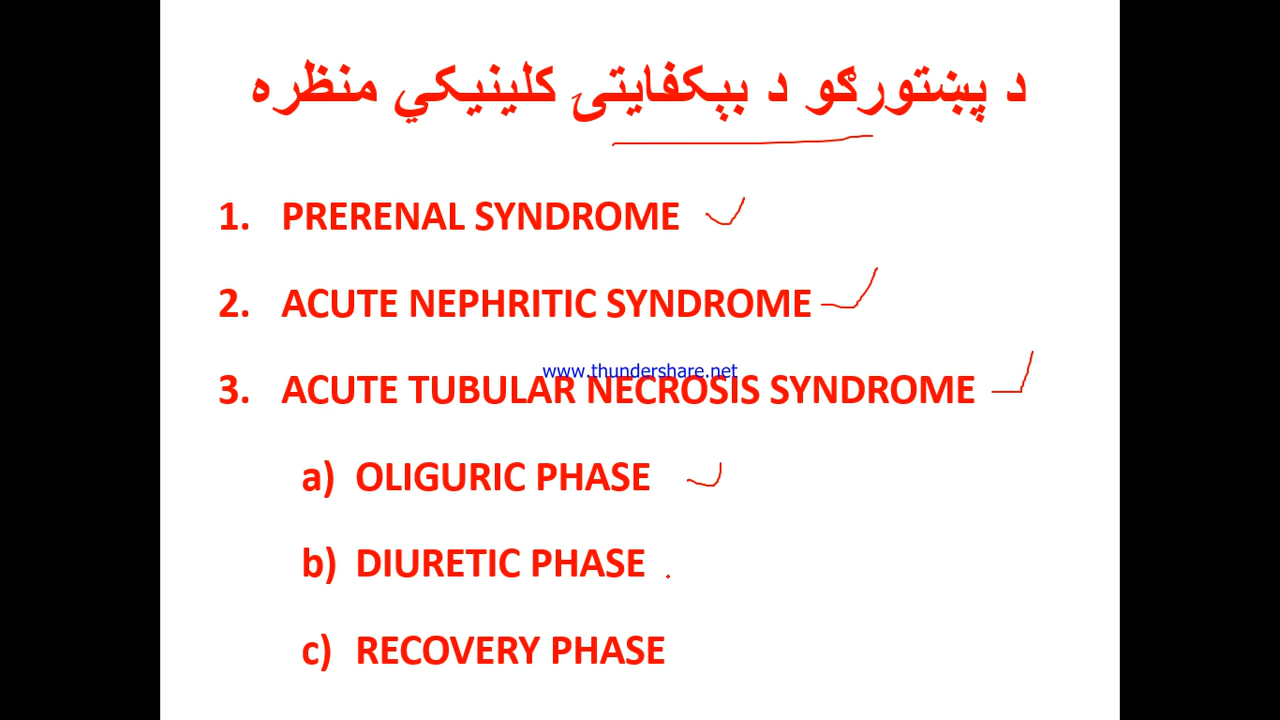 د پښتورګو د بېکفایتۍ کلینیکي منظره
1. PRERENAL SYNDROME
2. ACUTE NEPHRITIC SYNDROME
www.thundershare.net
3. ACUTE TUBULAR NECROSIS SYNDROME
a) OLIGURIC PHASE
b) DIURETIC PHASE
c) RECOVERY PHASE